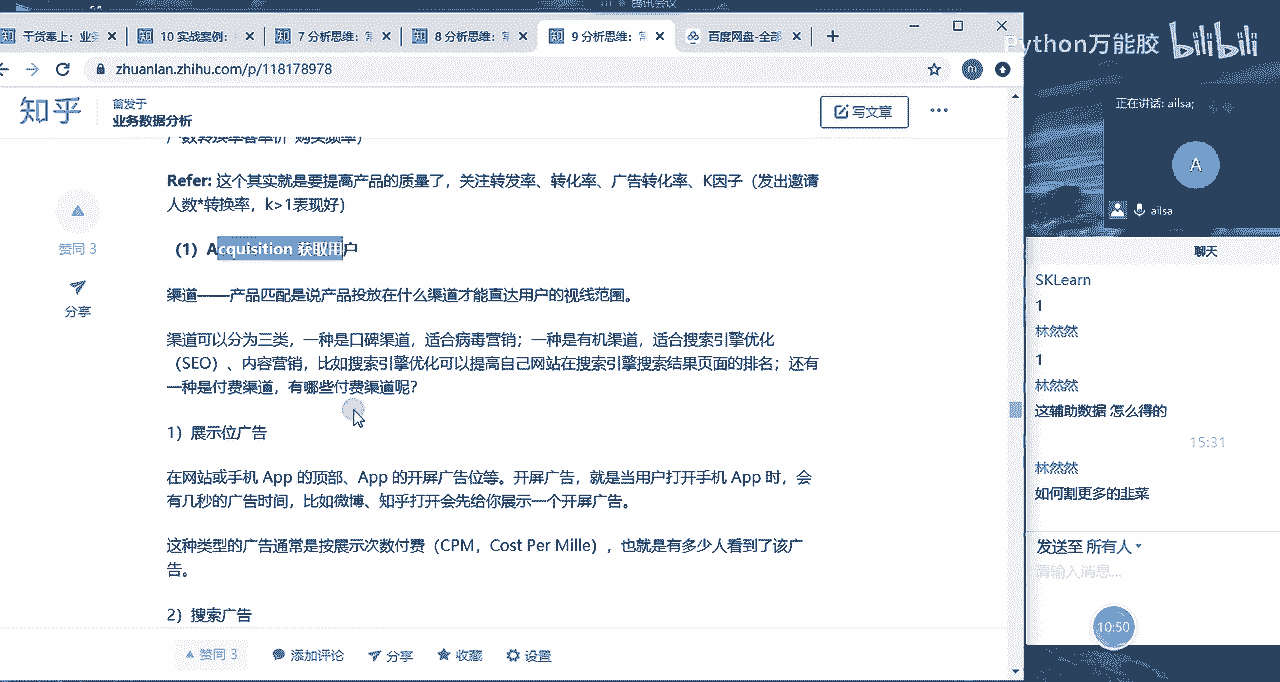 腾讯会议
干货奉上：业务
10 实战案例：
7 分析思维：
8 分析思维：
9 分析思维：
百度网盘-全部
zhuanlan.zhihu.com/p/118178978
Python万能胶 bilibili
知乎
首发于
业务数据分析
写文章
Refer: 这个其实就是要提高产品的质量了，关注转发率、转化率、广告转化率、K因子（发出邀请
人数*转换率，k>1表现好）
（1）Acquisition 获取用户
渠道——产品匹配是说产品投放在什么渠道才能直达用户的视线范围。
渠道可以分为三类，一种是口碑渠道，适合病毒营销；一种是有机渠道，适合搜索引擎优化
（SEO）、内容营销，比如搜索引擎优化可以提高自己网站在搜索引擎搜索结果页面的排名；还有
一种是付费渠道，有哪些付费渠道呢？
1）展示位广告
在网站或手机 App 的顶部、App 的开屏广告位等。开屏广告，就是当用户打开手机 App 时，会
有几秒的广告时间，比如微博、知乎打开会先给你展示一个开屏广告。
这种类型的广告通常是按展示次数付费（CPM，Cost Per Mille），也就是有多少人看到了该广
告。
2）搜索广告
赞同 3
分享
赞同 3
添加评论
分享
收藏
设置
正在讲话: ailsa;
A
ailsa
聊天
SKLearn
1
林然然
1
林然然
这辅助数据 怎么得的
15:31
林然然
如何割更多的韭菜
发送至 所有人
请输入消息...
10:50